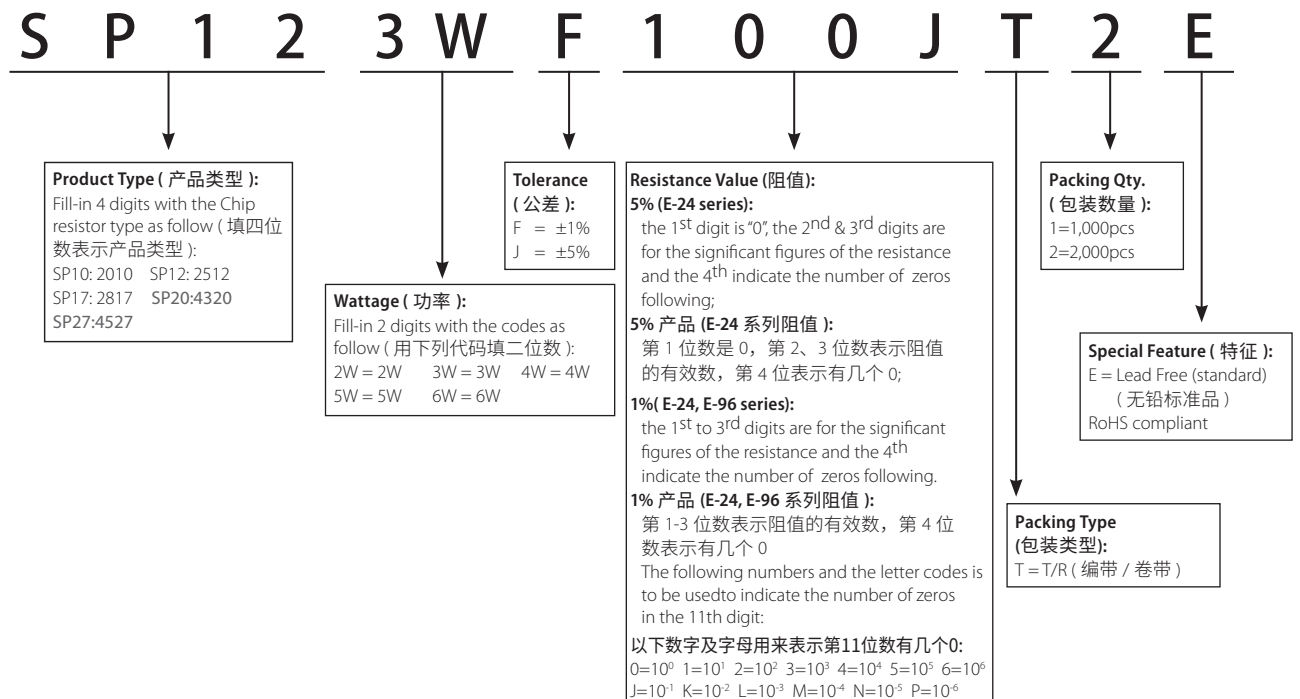 S P 1 2 3 W F 1 0 0 J T 2 E
Product Type ( 产品类型 ):
Fill-in 4 digits with the Chip
resistor type as follow ( 填四位
数表示产品类型 ):
SP10: 2010 SP12: 2512
SP17: 2817 SP20:4320
SP27:4527
Wattage ( 功率 ):
Fill-in 2 digits with the codes as
follow ( 用下列代码填二位数 ):
2W = 2W 3W = 3W 4W = 4W
5W = 5W 6W = 6W
Tolerance
( 公差 ):
F = ±1%
J = ±5%
Resistance Value (阻值):
5% (E-24 series):
the 1st digit is "0", the 2nd & 3rd digits are
for the significant figures of the resistance
and the 4th indicate the number of zeros
following;
5% 产品 (E-24 系列阻值 ):
第 1 位数是 0，第 2、3 位数表示阻值
的有效数，第 4 位表示有几个 0;
1%( E-24, E-96 series):
the 1st to 3rd digits are for the significant
figures of the resistance and the 4th
indicate the number of zeros following.
1% 产品 (E-24, E-96 系列阻值 ):
第 1-3 位数表示阻值的有效数，第 4 位
数表示有几个 0
The following numbers and the letter codes is
to be usedto indicate the number of zeros
in the 11th digit:
以下数字及字母用来表示第11位数有几个0:
0=10⁰ 1=10¹ 2=10² 3=10³ 4=10⁴ 5=10⁵ 6=10⁶
J=10⁻¹ K=10⁻² L=10⁻³ M=10⁻⁴ N=10⁻⁵ P=10⁻⁶
Packing Qty.
( 包装数量 ):
1=1,000pcs
2=2,000pcs
Special Feature ( 特征 ):
E = Lead Free (standard)
( 无铅标准品 )
RoHS compliant
Packing Type
(包装类型):
T = T/R ( 编带 / 卷带 )